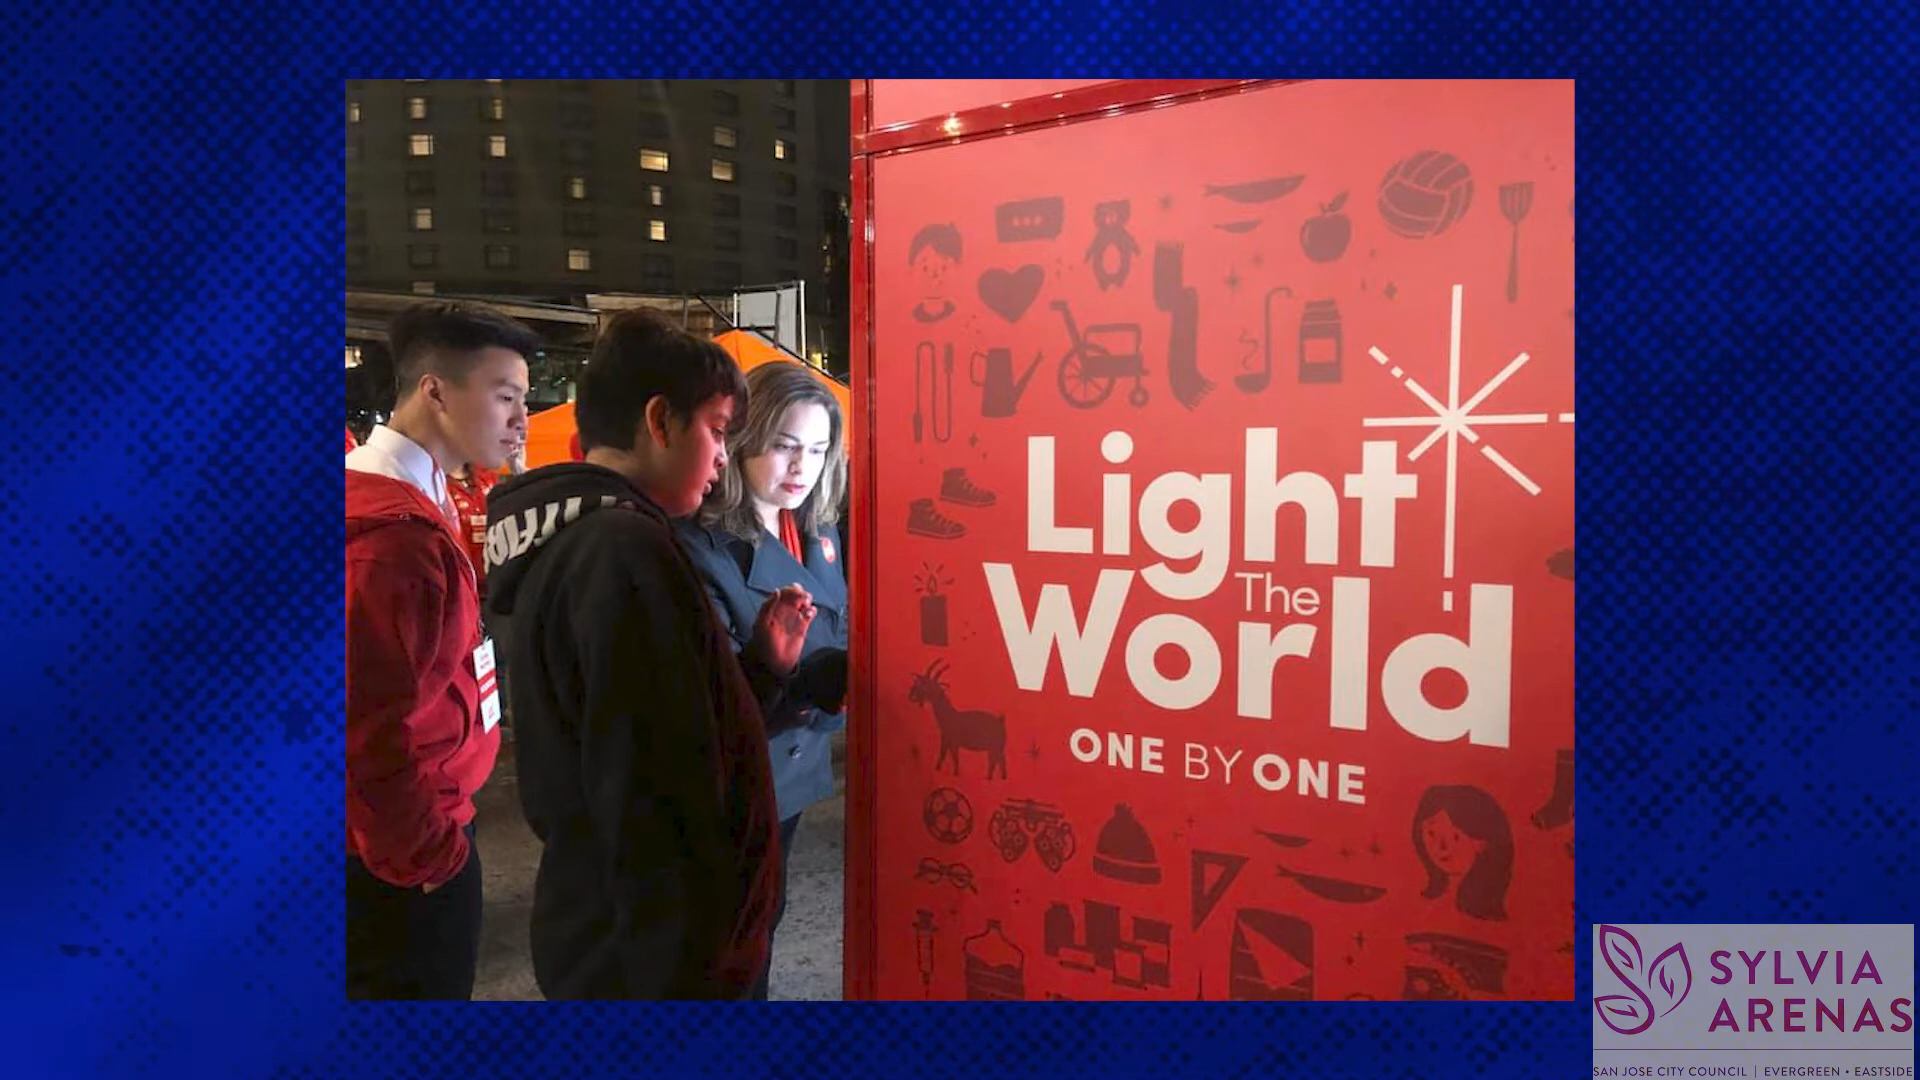 Light
The
World
ONE BY ONE
SYLVIA
ARENAS
SAN JOSE CITY COUNCIL | EVERGREEN • EASTSIDE